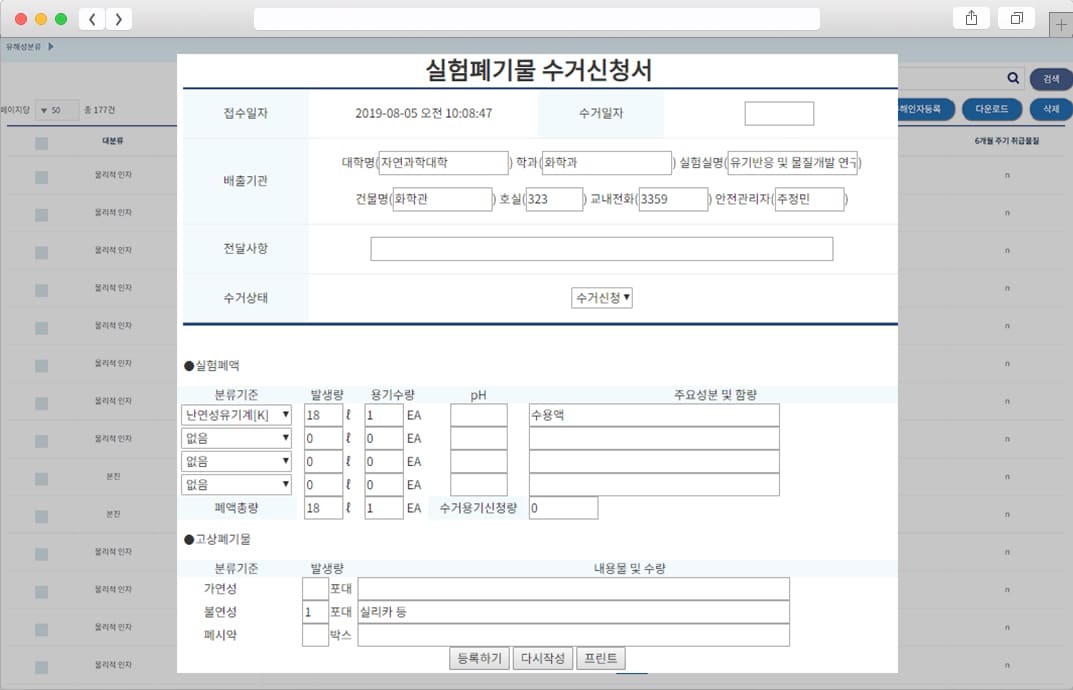 유해성분류
실험폐기물 수거신청서
검색
페이지당 ▼ 50 총 177건
해인자등록 다운로드 삭제
대분류 6개월 주기 취급물질
접수일자 2019-08-05 오전 10:08:47 수거일자
배출기관 대학명(자연과학대학) 학과(화학과) 실험실명(유기반응 및 물질개발 연구)
건물명(화학관) 호실(323) 교내전화(3359) 안전관리자(주정민)
전달사항
수거상태 수거신청▼
●실험폐액
분류기준 발생량 용기수량 pH 주요성분 및 함량
난연성유기계[K] ▼ 18 ℓ 1 EA 수용액
없음 ▼ 0 ℓ 0 EA
없음 ▼ 0 ℓ 0 EA
없음 ▼ 0 ℓ 0 EA
폐액총량 18 ℓ 1 EA 수거용기신청량 0
●고상폐기물
분류기준 발생량 내용물 및 수량
가연성 포대
불연성 1 포대 실리카 등
폐시약 박스
등록하기 다시작성 프린트
물리적 인자 n
물리적 인자 n
물리적 인자 n
물리적 인자 n
물리적 인자 n
물리적 인자 n
물리적 인자 n
물리적 인자 n
분진 n
분진 n
물리적 인자 n
물리적 인자 n
물리적 인자 n
물리적 인자 n